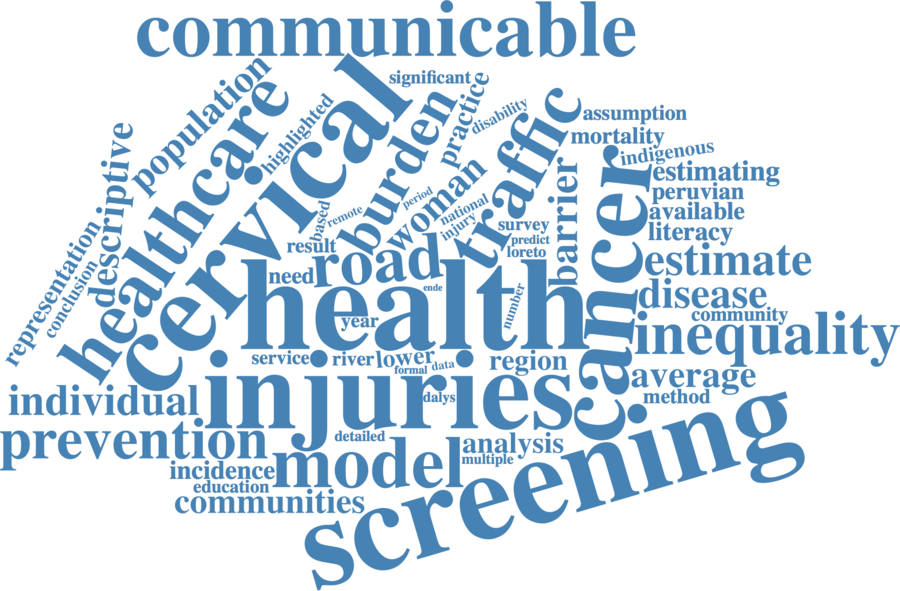 communicable
population
significant
healthcare
cervical
highlighted
burden
practice
disability
traffic
assumption
mortality
descriptive
indigenous
estimating
woman
barrier
cancer
peruvian
period
national
injury
available
based
remote
survey
literacy
representation
conclusion
result
road
predict
loreto
estimate
need
health
ende
number
disease
community
year
inequality
service
river
lower
formal
data
region
average
individual
injuries
dalys
method
prevention
detailed
model
analysis
multiple
screening
incidence
education
communities